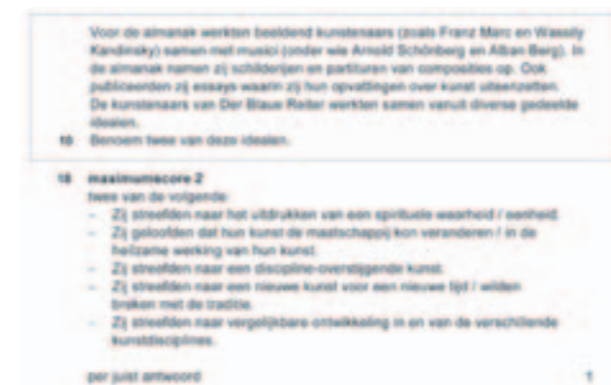 Voor de almanak werkten beeldend kunstenaars (zoals Franz Marc en Wassily
Kandinsky) samen met musici (onder wie Arnold Schönberg en Alban Berg). In
de almanak namen zij schilderijen en partituren van composities op. Ook
publiceerden zij essays waarin zij hun opvattingen over kunst uiteenzetten.
De kunstenaars van Der Blaue Reiter werkten samen vanuit diverse gedeelde
idealen.
18 Benoem twee van deze idealen.
18 maximumscore 2
twee van de volgende:
- Zij streefden naar het uitdrukken van een spirituele waarheid / eenheid.
- Zij geloofden dat hun kunst de maatschappij kon veranderen / in de
heilzame werking van hun kunst.
- Zij streefden naar een discipline-overstijgende kunst.
- Zij streefden naar een nieuwe kunst voor een nieuwe tijd / wilden
breken met de traditie.
- Zij streefden naar vergelijkbare ontwikkeling in en van de verschillende
kunstdisciplines.
per juist antwoord 1